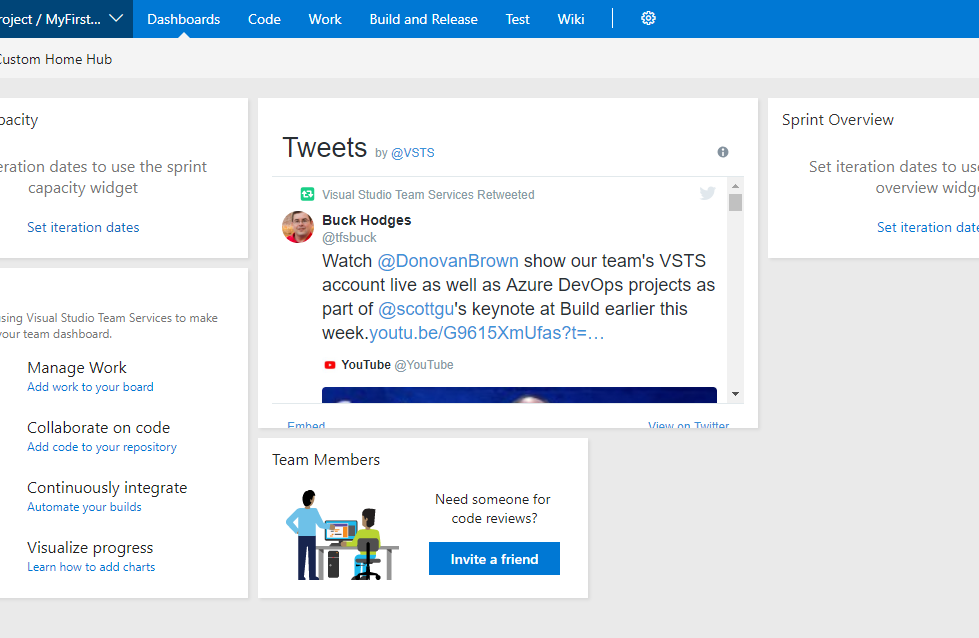 roject / MyFirst...
Dashboards
Code
Work
Build and Release
Test
Wiki
Custom Home Hub
pacity
eration dates to use the sprint
capacity widget
Set iteration dates
sing Visual Studio Team Services to make
your team dashboard.
Manage Work
Add work to your board
Collaborate on code
Add code to your repository
Continuously integrate
Automate your builds
Visualize progress
Learn how to add charts
Tweets by @VSTS
Visual Studio Team Services Retweeted
Buck Hodges
@tfsbuck
Watch @DonovanBrown show our team's VSTS
account live as well as Azure DevOps projects as
part of @scottgu's keynote at Build earlier this
week.youtu.be/G9615XmUfas?t=…
YouTube @YouTube
Embed
View on Twitter
Team Members
Need someone for
code reviews?
Invite a friend
Sprint Overview
Set iteration dates to us
overview widg
Set iteration date